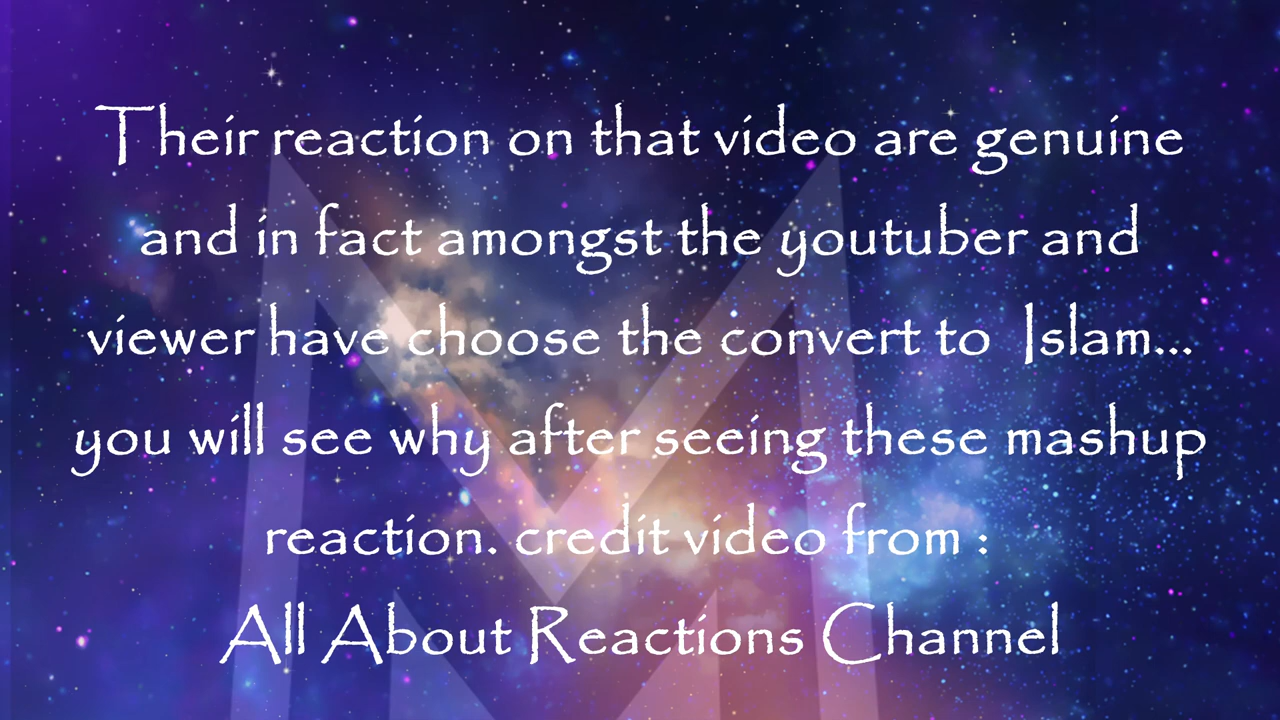 Their reaction on that video are genuine
and in fact amongst the youtuber and
viewer have choose the convert to Islam...
you will see why after seeing these mashup
reaction. credit video from :
All About Reactions Channel